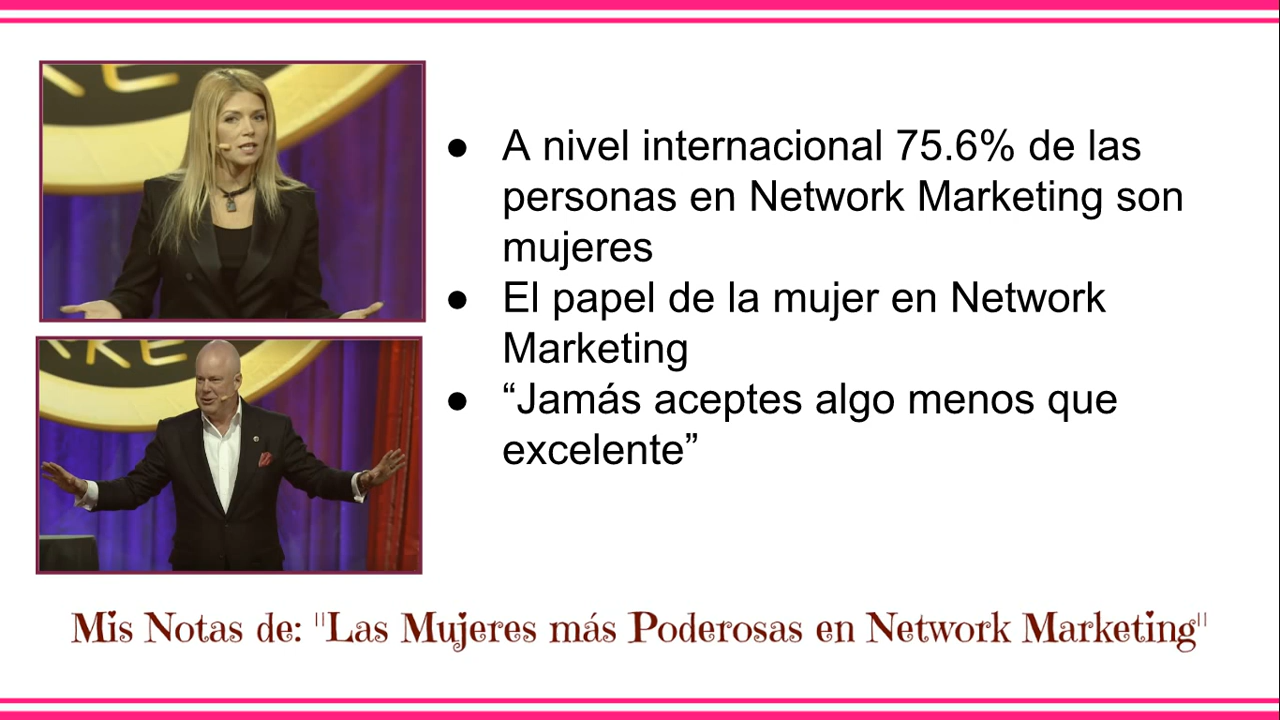 A nivel internacional 75.6% de las
personas en Network Marketing son
mujeres
El papel de la mujer en Network
Marketing
“Jamás aceptes algo menos que
excelente”
Mis Notas de: "Las Mujeres más Poderosas en Network Marketing"